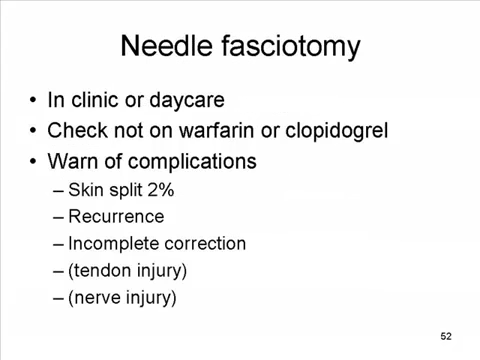 Needle fasciotomy
• In clinic or daycare
• Check not on warfarin or clopidogrel
• Warn of complications
– Skin split 2%
– Recurrence
– Incomplete correction
– (tendon injury)
– (nerve injury)
52